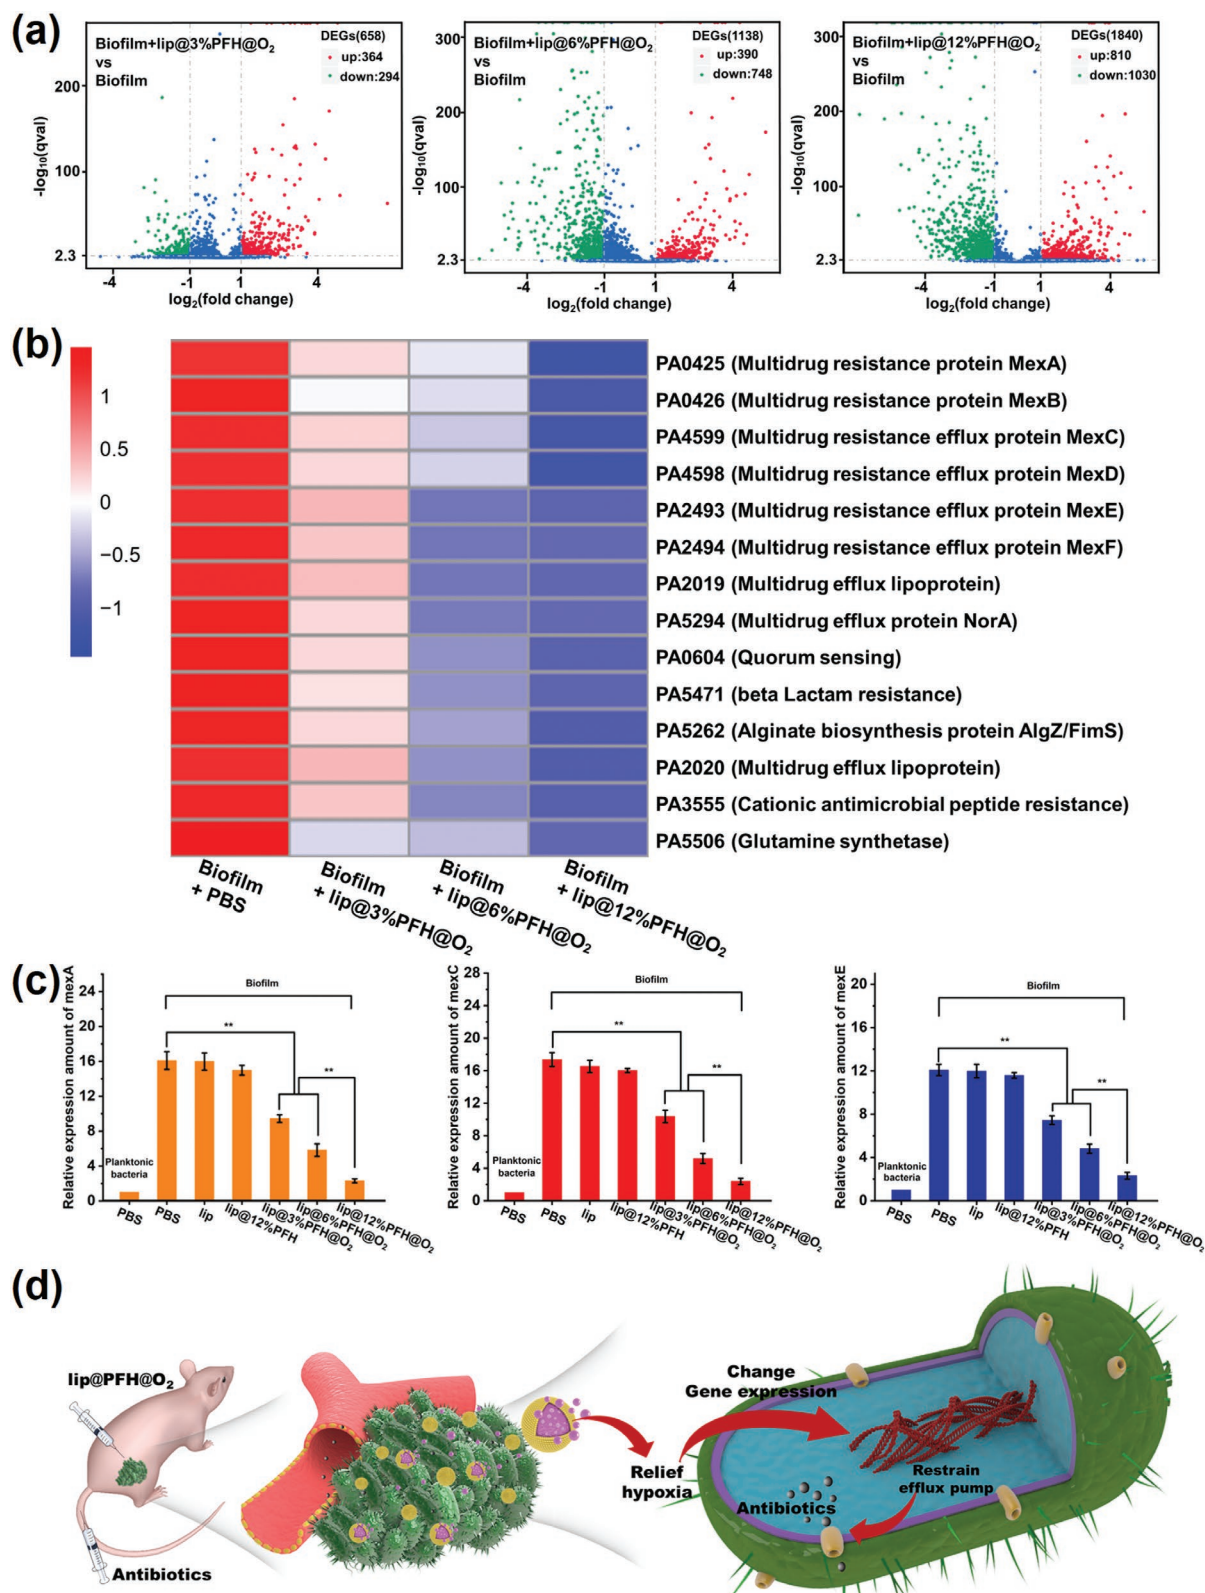 (a)
Biofilm+lip@3%PFH@O₂
vs
Biofilm
DEGs(658)
up:364
down:294
200
100
2.3
-log₁₀(qval)
-4
-1
1
4
log₂(fold change)
Biofilm+lip@6%PFH@O₂
vs
Biofilm
DEGs(1138)
up:390
down:748
300
200
100
2.3
-log₁₀(qval)
-4
-1
1
4
log₂(fold change)
Biofilm+lip@12%PFH@O₂
vs
Biofilm
DEGs(1840)
up:810
down:1030
300
200
100
2.3
-log₁₀(qval)
-4
-1
1
4
log₂(fold change)
(b)
1
0.5
0
−0.5
−1
PA0425 (Multidrug resistance protein MexA)
PA0426 (Multidrug resistance protein MexB)
PA4599 (Multidrug resistance efflux protein MexC)
PA4598 (Multidrug resistance efflux protein MexD)
PA2493 (Multidrug resistance efflux protein MexE)
PA2494 (Multidrug resistance efflux protein MexF)
PA2019 (Multidrug efflux lipoprotein)
PA5294 (Multidrug efflux protein NorA)
PA0604 (Quorum sensing)
PA5471 (beta Lactam resistance)
PA5262 (Alginate biosynthesis protein AlgZ/FimS)
PA2020 (Multidrug efflux lipoprotein)
PA3555 (Cationic antimicrobial peptide resistance)
PA5506 (Glutamine synthetase)
Biofilm
+ PBS
Biofilm
+ lip@3%PFH@O₂
Biofilm
+ lip@6%PFH@O₂
Biofilm
+ lip@12%PFH@O₂
(c)
Relative expression amount of mexA
24
20
16
12
8
4
0
Biofilm
**
**
Planktonic
bacteria
PBS
PBS
lip
lip@12%PFH
lip@3%PFH@O₂
lip@6%PFH@O₂
lip@12%PFH@O₂
Relative expression amount of mexC
28
24
20
16
12
8
4
0
Biofilm
**
**
Planktonic
bacteria
PBS
PBS
lip
lip@12%PFH
lip@3%PFH@O₂
lip@6%PFH@O₂
lip@12%PFH@O₂
Relative expression amount of mexE
20
16
12
8
4
0
Biofilm
**
**
Planktonic
bacteria
PBS
PBS
lip
lip@12%PFH
lip@3%PFH@O₂
lip@6%PFH@O₂
lip@12%PFH@O₂
(d)
lip@PFH@O₂
Antibiotics
Relief
hypoxia
Change
Gene expression
Antibiotics
Restrain
efflux pump